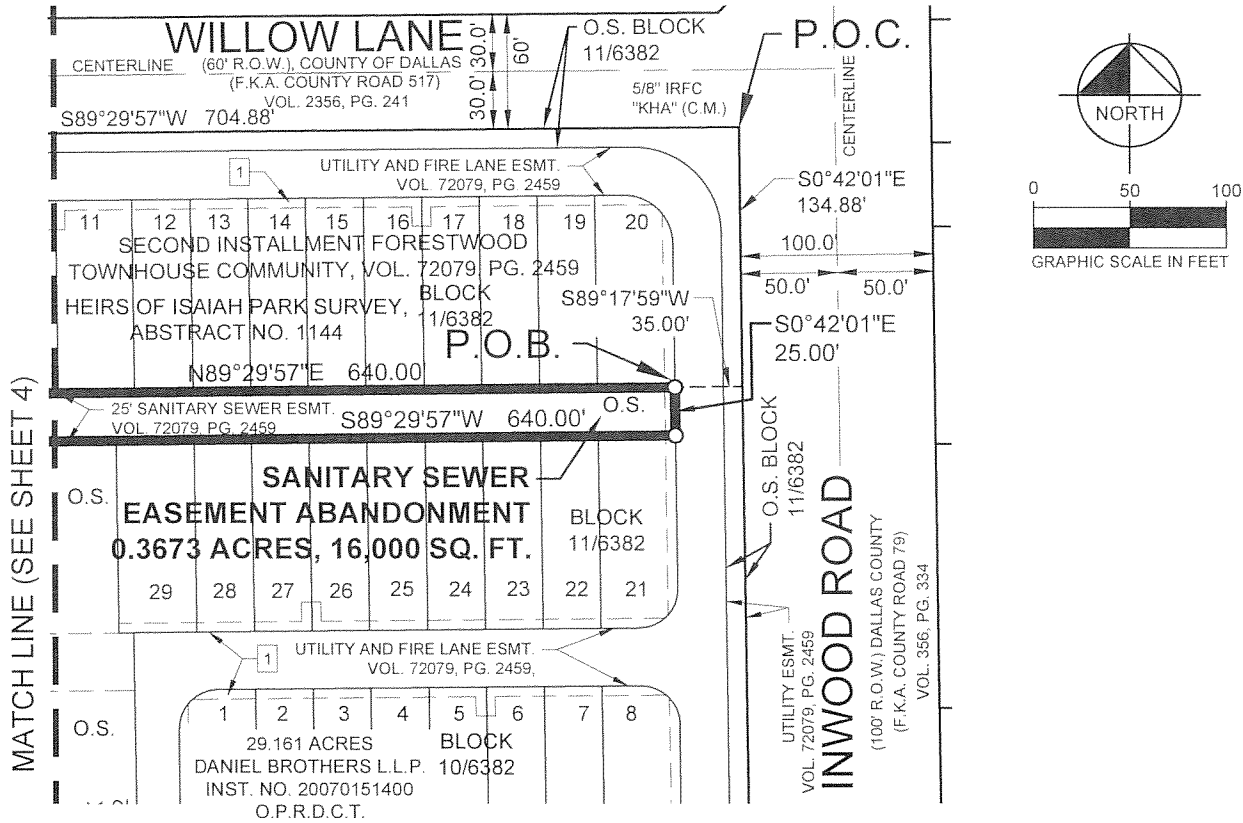 WILLOW LANE
(60' R.O.W.), COUNTY OF DALLAS
(F.K.A. COUNTY ROAD 517)
VOL. 2356, PG. 241
CENTERLINE
S89°29'57"W 704.88'
30.0'
30.0'
60'
O.S. BLOCK
11/6382
P.O.C.
5/8" IRFC
"KHA" (C.M.)
CENTERLINE
NORTH
0 50 100
GRAPHIC SCALE IN FEET
UTILITY AND FIRE LANE ESMT.
VOL. 72079, PG. 2459
1
S0°42'01"E
134.88'
100.0'
50.0' 50.0'
11 12 13 14 15 16 17 18 19 20
SECOND INSTALLMENT FORESTWOOD
TOWNHOUSE COMMUNITY, VOL. 72079, PG. 2459
HEIRS OF ISAIAH PARK SURVEY,
ABSTRACT NO. 1144
BLOCK
11/6382
S89°17'59"W
35.00'
S0°42'01"E
25.00'
P.O.B.
N89°29'57"E 640.00'
25' SANITARY SEWER ESMT.
VOL. 72079, PG. 2459
S89°29'57"W 640.00'
O.S.
MATCH LINE (SEE SHEET 4)
O.S.
SANITARY SEWER
EASEMENT ABANDONMENT
0.3673 ACRES, 16,000 SQ. FT.
BLOCK
11/6382
O.S. BLOCK
11/6382
29 28 27 26 25 24 23 22 21
UTILITY AND FIRE LANE ESMT.
VOL. 72079, PG. 2459,
1
UTILITY ESMT.
VOL. 72079, PG. 2459
INWOOD ROAD
(100' R.O.W.) DALLAS COUNTY
(F.K.A. COUNTY ROAD 79)
VOL. 356, PG. 334
O.S.
1 2 3 4 5 6 7 8
29.161 ACRES
DANIEL BROTHERS L.L.P.
INST. NO. 20070151400
O.P.R.D.C.T.
BLOCK
10/6382